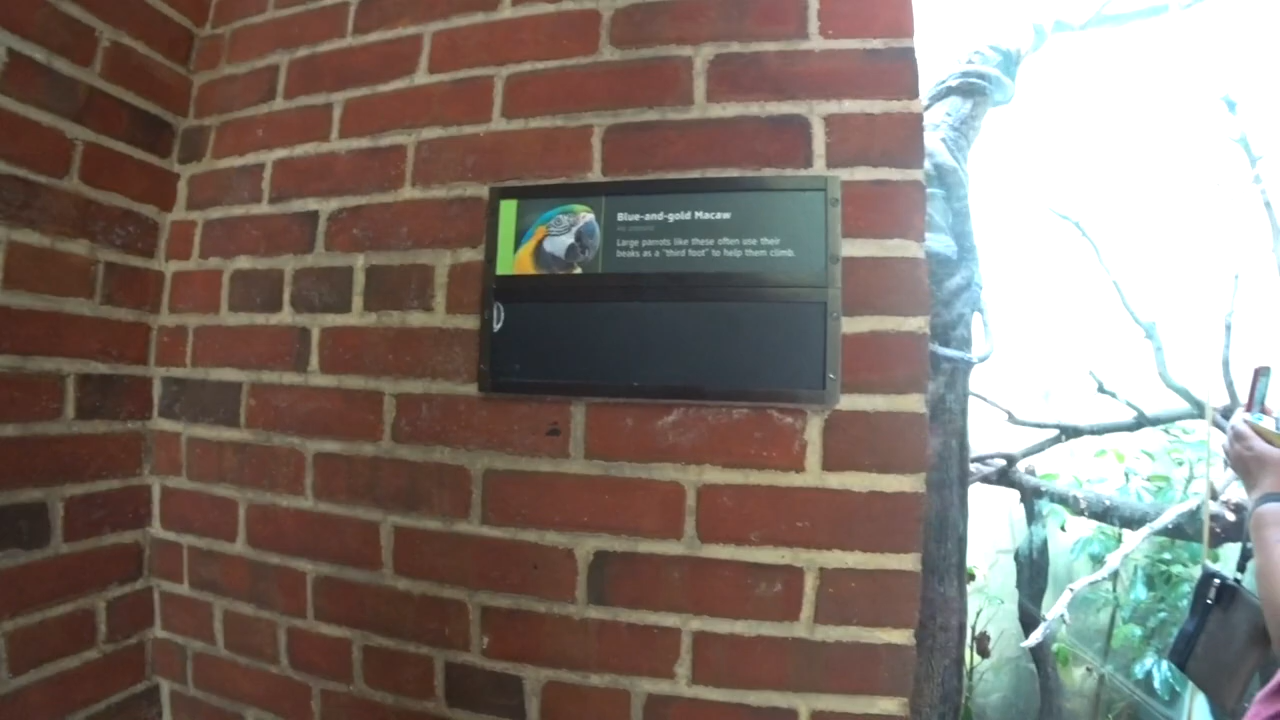 Blue-and-gold Macaw
Large parrots like these often use their
beaks as a "third foot" to help them climb.